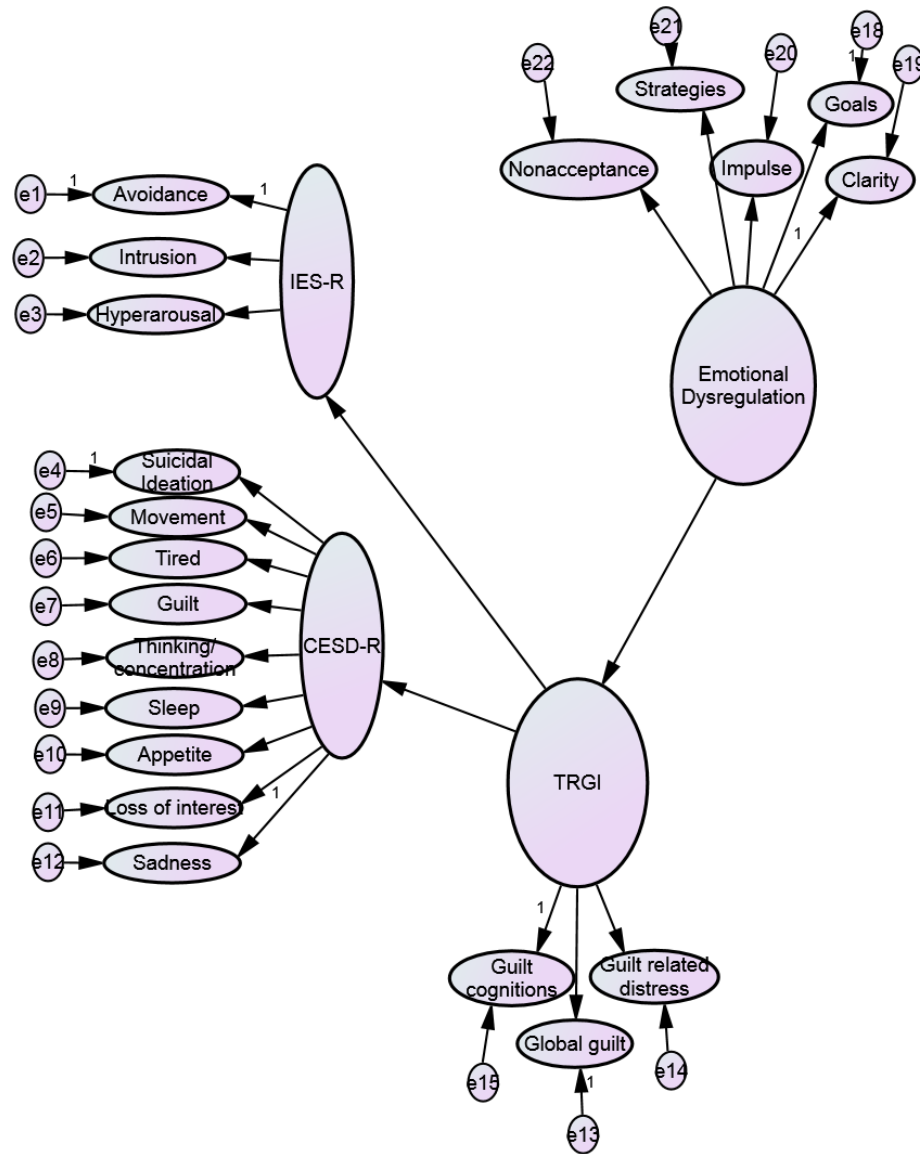 e21
e18
e22
e20
e19
Strategies
Goals
1
Nonacceptance
Impulse
Clarity
1
e1
1
Avoidance
1
e2
Intrusion
IES-R
e3
Hyperarousal
Emotional
Dysregulation
e4
1
Suicidal
Ideation
e5
Movement
e6
Tired
e7
Guilt
CESD-R
e8
Thinking/
concentration
e9
Sleep
e10
Appetite
e11
Loss of interest
1
e12
Sadness
TRGI
1
Guilt
cognitions
Guilt related
distress
Global guilt
e15
1
e14
e13